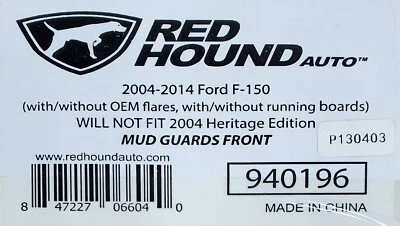 RED
HOUND AUTO™
2004-2014 Ford F-150
(with/without OEM flares, with/without running boards)
WILL NOT FIT 2004 Heritage Edition
MUD GUARDS FRONT
P130403
www.redhoundauto.com
940196
8 47227 06604 0
MADE IN CHINA